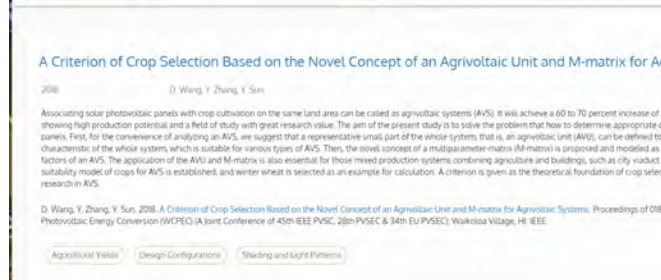 A Criterion of Crop Selection Based on the Novel Concept of an Agrivoltaic Unit and M-matrix for
2018 D. Wang, Y. Zhang, Y. Sun
Associating solar photovoltaic panels with crop cultivation on the same land area can be called as agrivoltaic systems (AVS). It will achieve a 60 to 70 percent increase of
showing high production potential and a field of study with great research value. The aim of the present study is to solve the problem that how to determine appropriate
panels. First, for the convenience of analyzing an AVS, we suggest that a representative small part of the whole system, that is, an agrivoltaic unit (AVU), can be defined to
characteristic of the whole system, which is suitable for various types of AVS. Then, the novel concept of a multiparameter-matrix (M-matrix) is proposed and modeled as
factors of an AVS. The application of the AVU and M-matrix is also essential for those mixed production systems combining agriculture and buildings, such as city viaduct
suitability model of crops for AVS is established, and winter wheat is selected as an example for calculation. A criterion is given as the theoretical foundation of crop
research in AVS.
D. Wang, Y. Zhang, Y. Sun. 2018. A Criterion of Crop Selection Based on the Novel Concept of an Agrivoltaic Unit and M-matrix for Agrivoltaic Systems. Proceedings of 018
Photovoltaic Energy Conversion (WCPEC) (A Joint Conference of 45th IEEE PVSC, 28th PVSEC & 34th EU PVSEC); Waikoloa Village, HI: IEEE.
Agricultural Yields Design Configurations Shading and Light Patterns